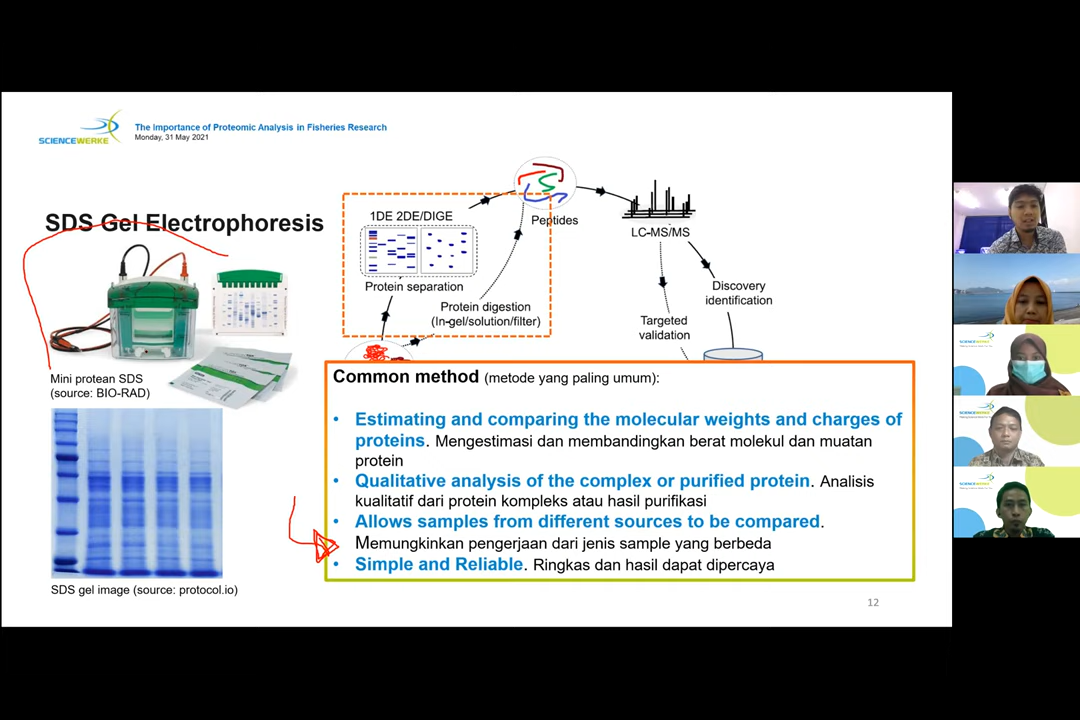 SCIENCEWERKE
The Importance of Proteomic Analysis in Fisheries Research
Monday, 31 May 2021
SDS Gel Electrophoresis
1DE 2DE/DIGE
Protein separation
Protein digestion
(In-gel/solution/filter)
Peptides
LC-MS/MS
Discovery
identification
Targeted
validation
Mini protean SDS
(source: BIO-RAD)
Common method (metode yang paling umum):
• Estimating and comparing the molecular weights and charges of
proteins. Mengestimasi dan membandingkan berat molekul dan muatan
protein
• Qualitative analysis of the complex or purified protein. Analisis
kualitatif dari protein kompleks atau hasil purifikasi
• Allows samples from different sources to be compared.
Memungkinkan pengerjaan dari jenis sample yang berbeda
• Simple and Reliable. Ringkas dan hasil dapat dipercaya
SDS gel image (source: protocol.io)
12
SCIENCEWERKE
SCIENCEWERKE
SCIENCEWERKE